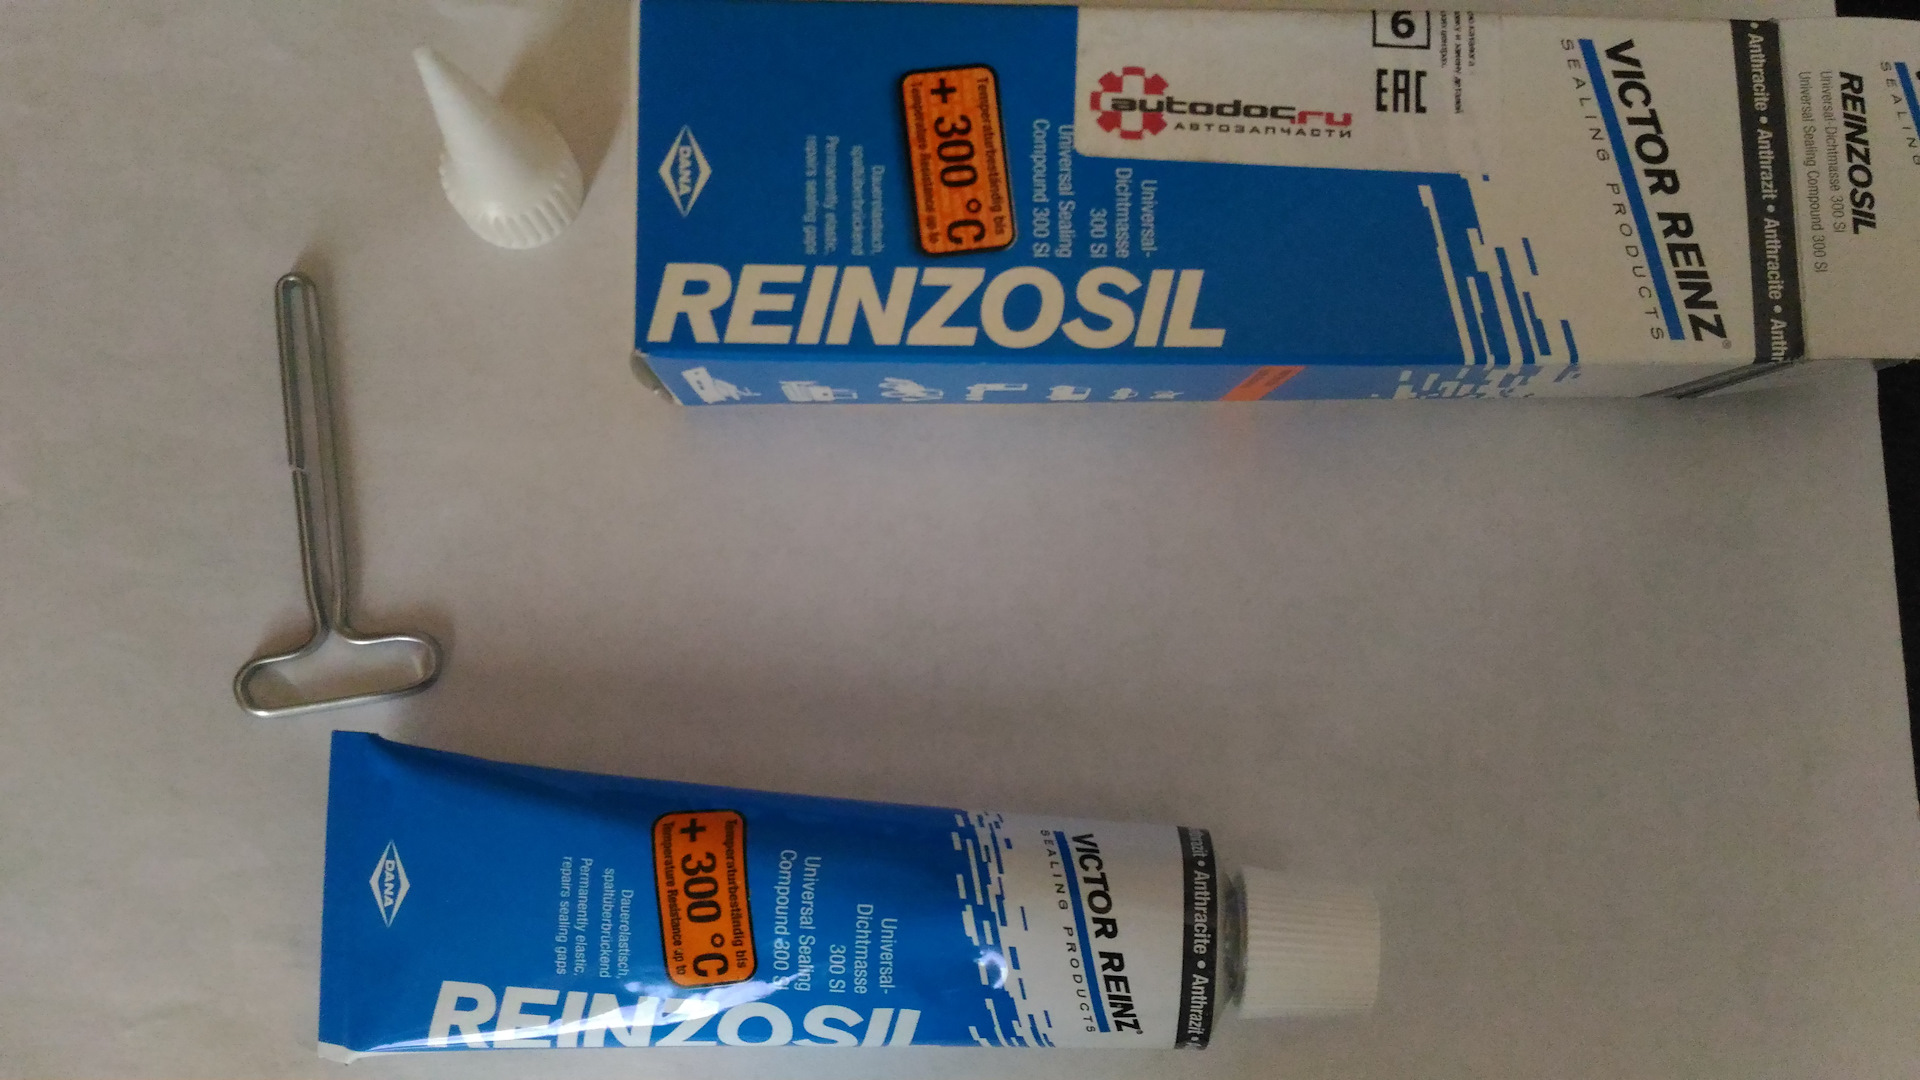 VICTOR REINZ®
SEALING PRODUCTS
• Anthracite • Anthrazit • Anthracite • Anthr
REINZOSIL
Universal-Dichtmasse 300 SI
Universal Sealing Compound 300 SI
SEALING
6
EAC
autodoc.ru
АВТОЗАПЧАСТИ
Universal-
Dichtmasse
300 SI
Universal Sealing
Compound 300 SI
Temperaturbeständig bis
+ 300 °C
Temperature Resistance up to
Dauerelastisch,
spaltüberbrückend
Permanently elastic,
repairs sealing gaps
DANA
REINZOSIL
hrazit • Anthracite • Anthrazit •
VICTOR REINZ®
SEALING PRODUCTS
Universal-
Dichtmasse
300 SI
Universal Sealing
Compound 300 SI
Temperaturbeständig bis
+ 300 °C
Temperature Resistance up to
Dauerelastisch,
spaltüberbrückend
Permanently elastic,
repairs sealing gaps
DANA
REINZOSIL